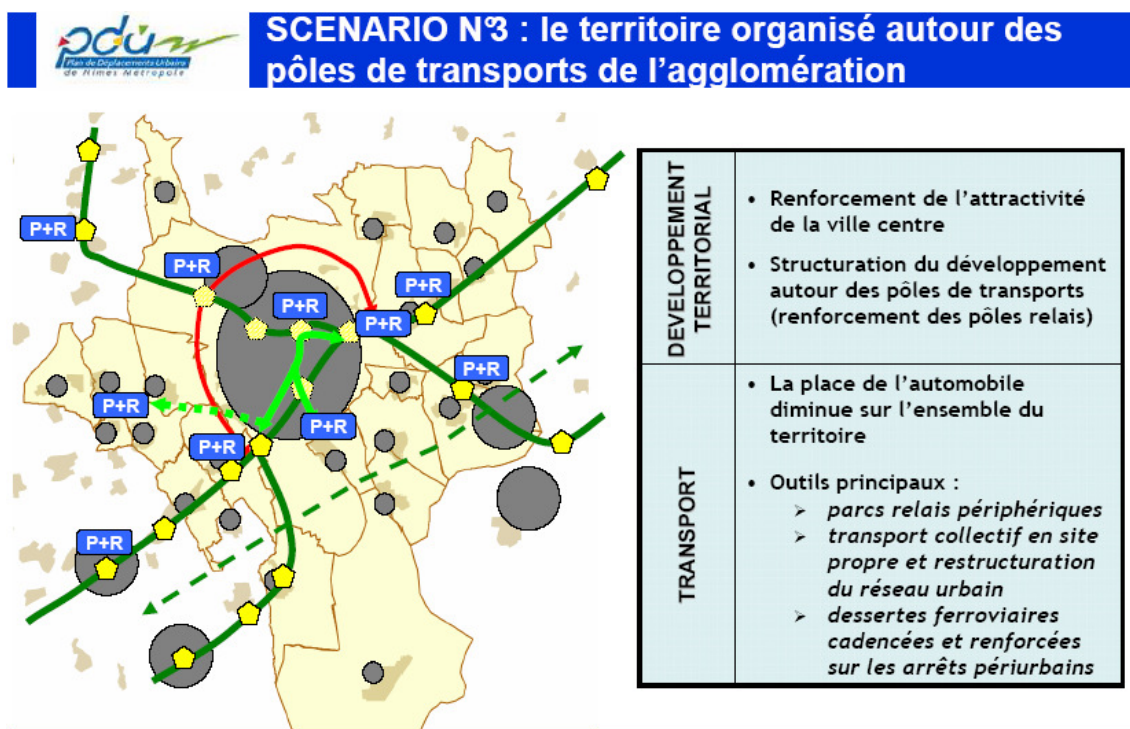 SCENARIO N°3 : le territoire organisé autour des
pôles de transports de l'agglomération
pdu
Plan de Déplacements Urbains
de Nîmes Métropole
P+R
P+R
P+R
P+R
P+R
P+R
P+R
P+R
P+R
P+R
DEVELOPPEMENT
TERRITORIAL
• Renforcement de l'attractivité
de la ville centre
• Structuration du développement
autour des pôles de transports
(renforcement des pôles relais)
TRANSPORT
• La place de l'automobile
diminue sur l'ensemble du
territoire
• Outils principaux :
➢ parcs relais périphériques
➢ transport collectif en site
propre et restructuration
du réseau urbain
➢ dessertes ferroviaires
cadencées et renforcées
sur les arrêts périurbains